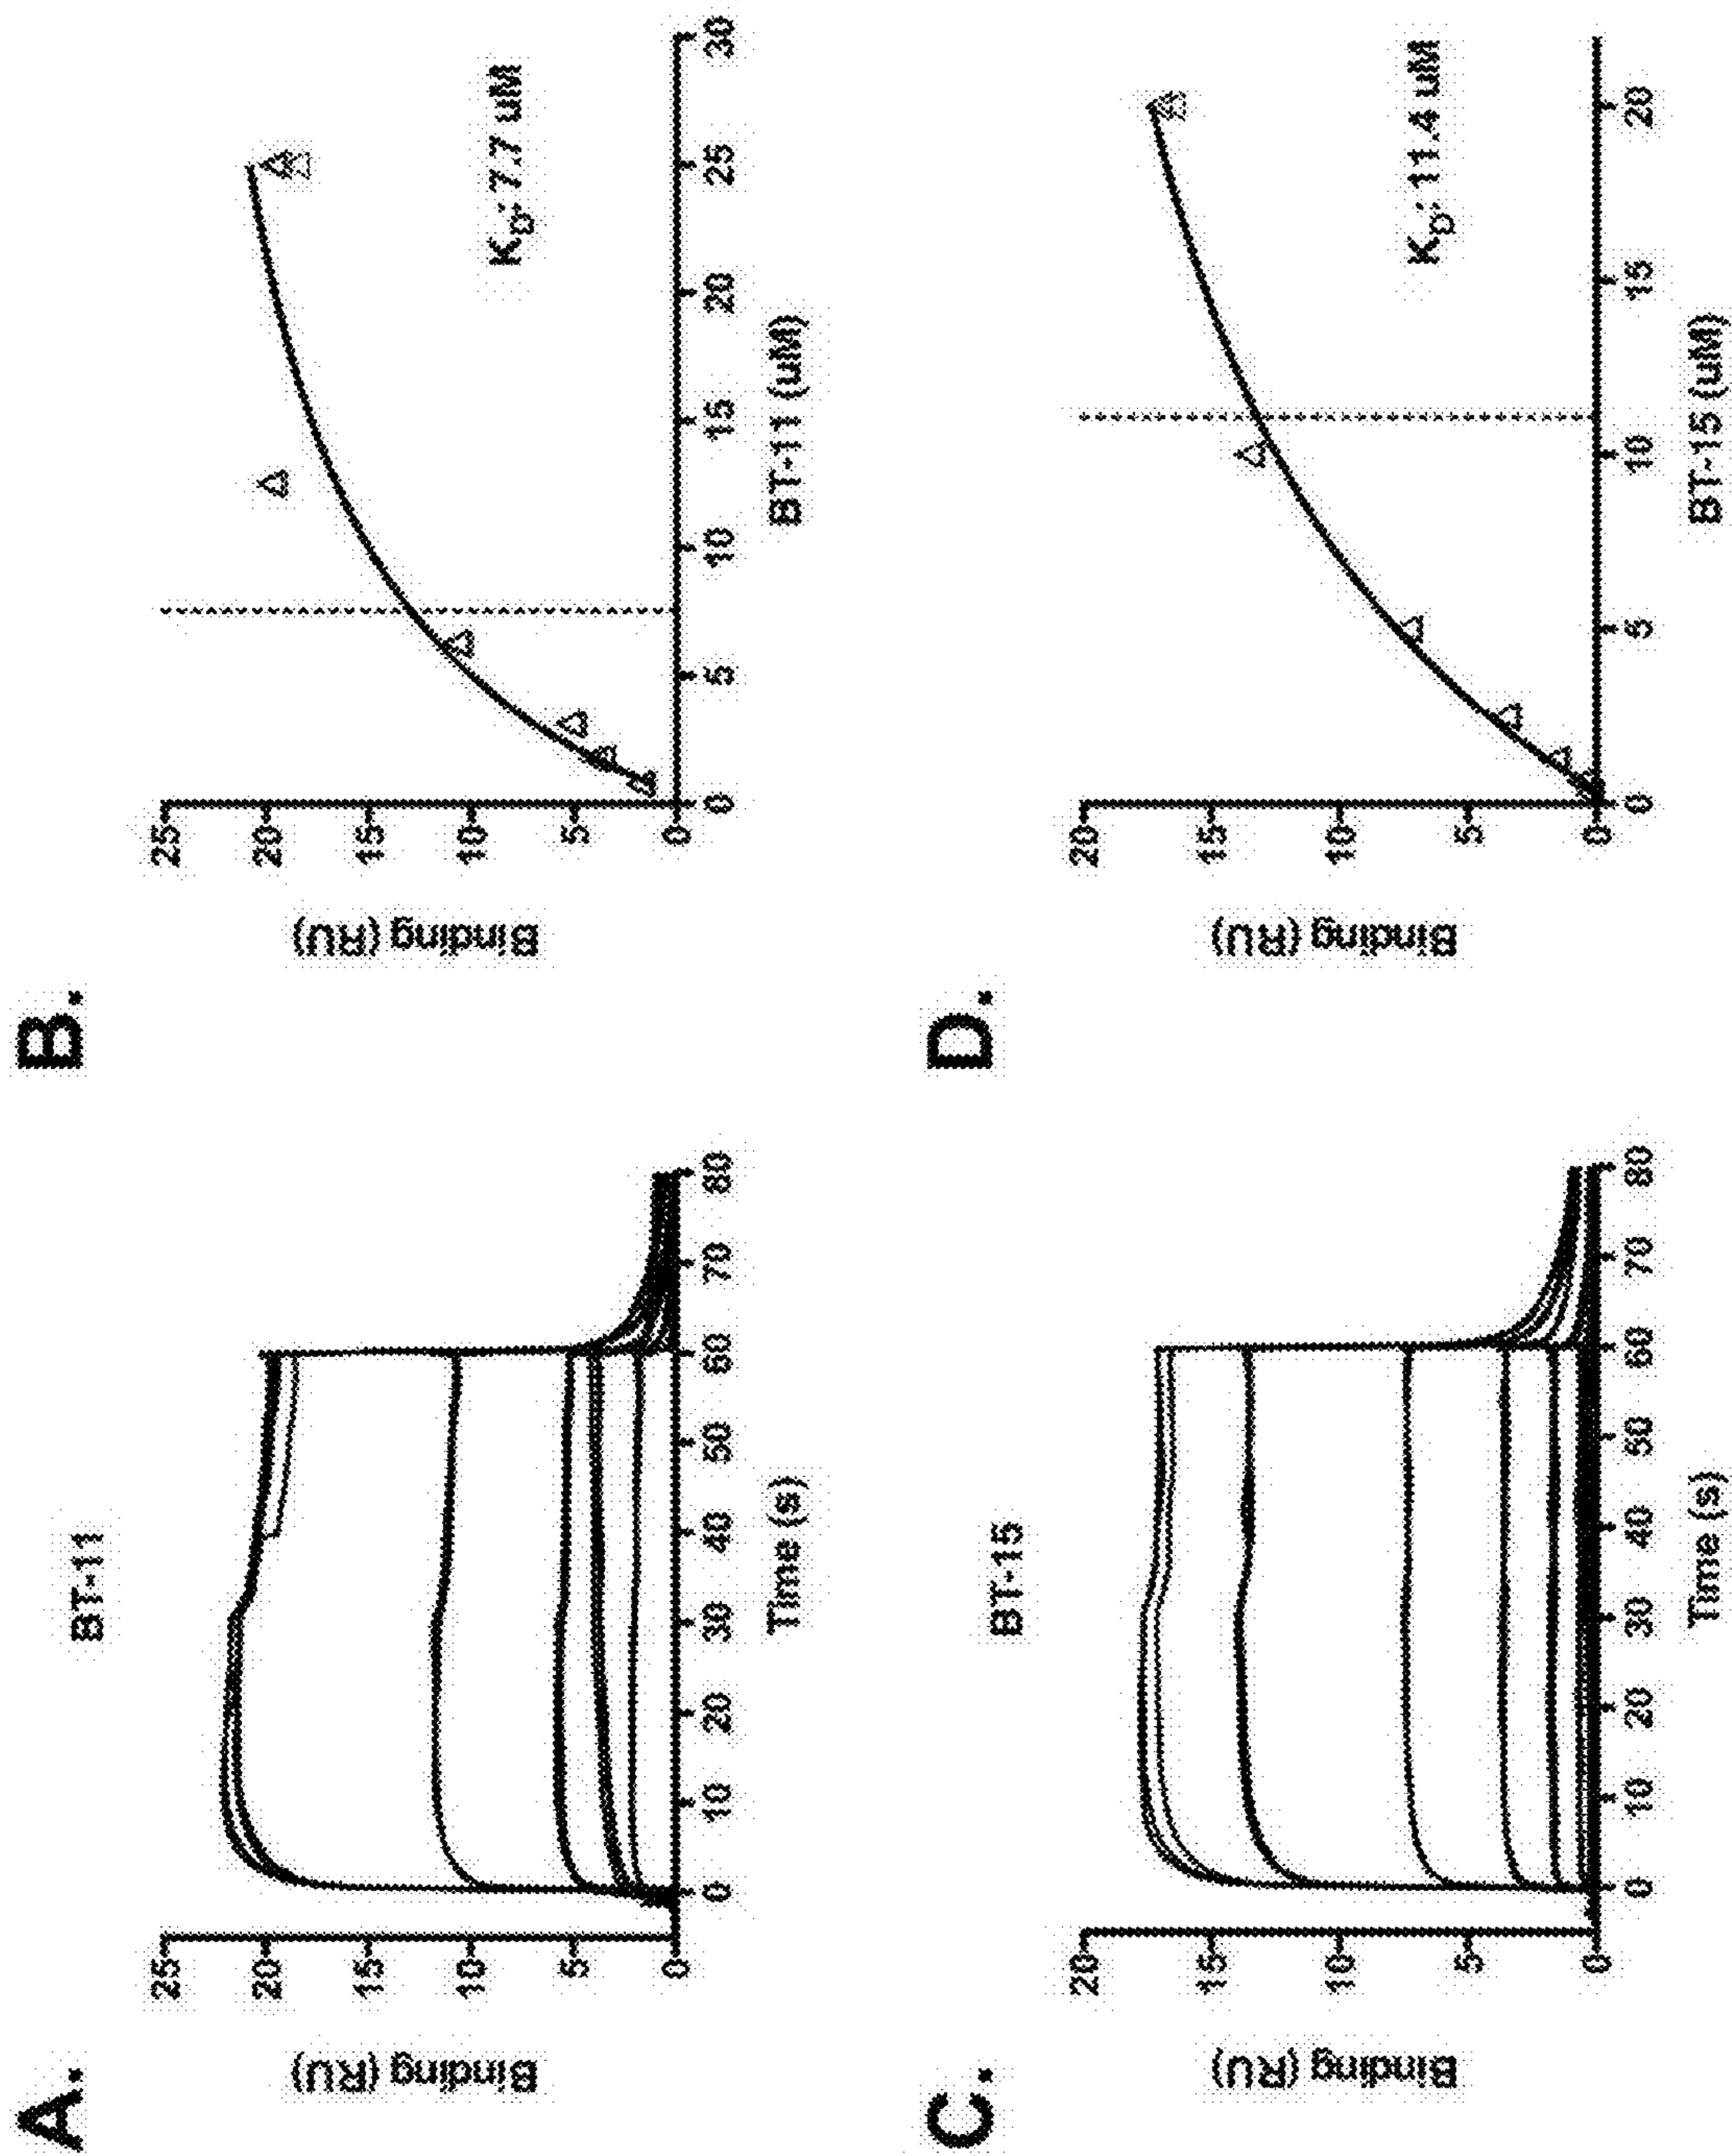 A.
BT-11
Binding (RU)
25
20
15
10
5
0
0 10 20 30 40 50 60 70 80
Time (s)
B.
Binding (RU)
25
20
15
10
5
0
K_D: 7.7 uM
0 5 10 15 20 25 30
BT-11 (uM)
C.
BT-15
Binding (RU)
20
15
10
5
0
0 10 20 30 40 50 60 70 80
Time (s)
D.
Binding (RU)
20
15
10
5
0
K_D: 11.4 uM
0 5 10 15 20
BT-15 (uM)